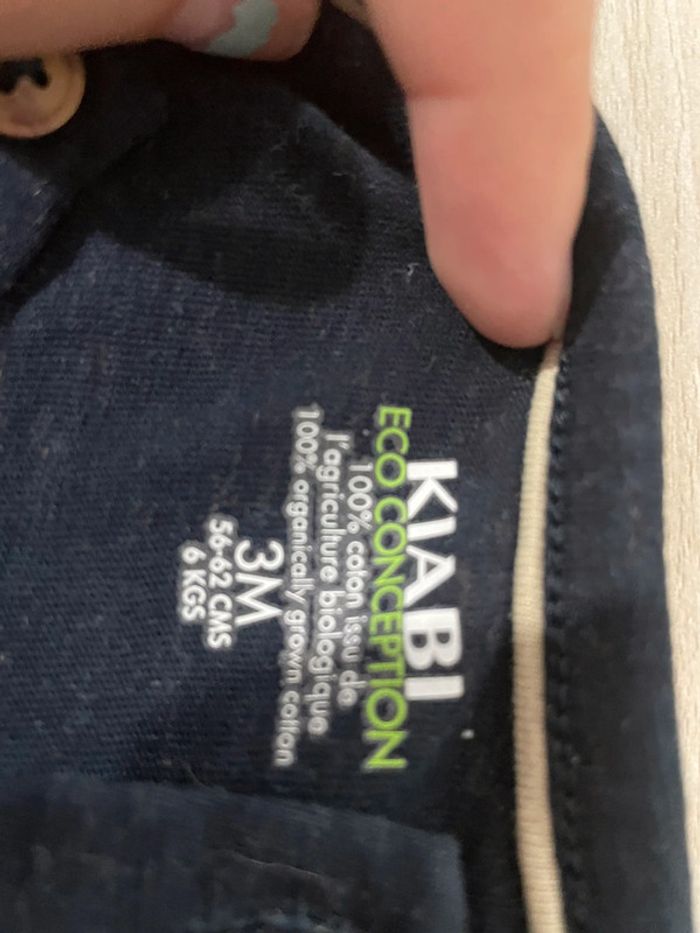 KIABI
ECO CONCEPTION
100% coton issu de
l'agriculture biologique
100% organically grown cotton
3M
56-62 CMS
6 KGS